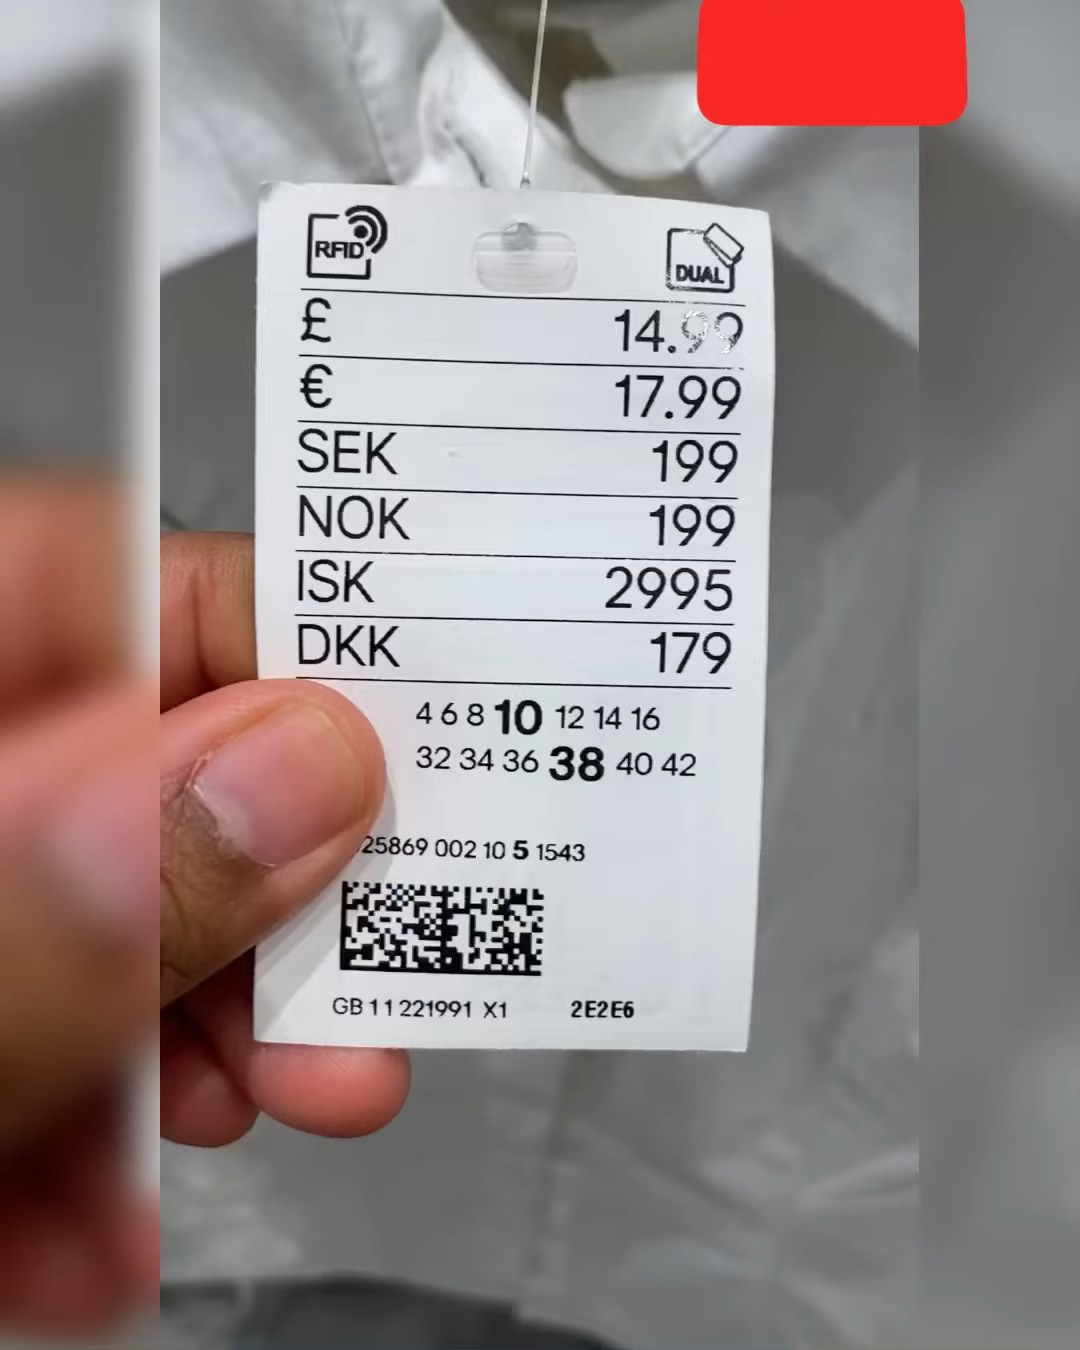 RFID DUAL
£ 14.99
€ 17.99
SEK 199
NOK 199
ISK 2995
DKK 179
4 6 8 10 12 14 16
32 34 36 38 40 42
25869 002 10 5 1543
GB 11 221991 X1 2E2E6